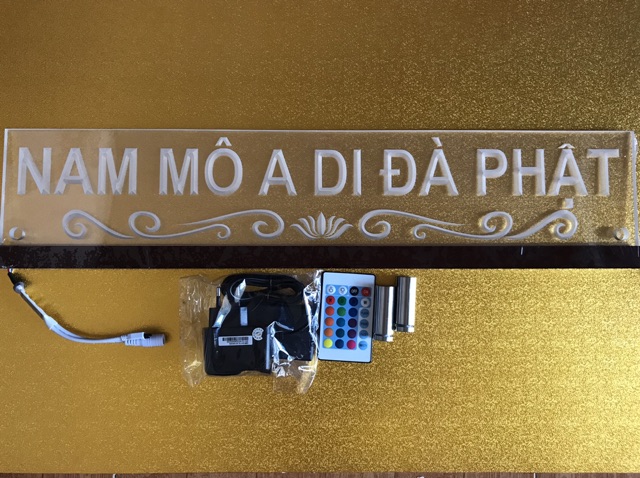 NAM MÔ A DI ĐÀ PHẬT